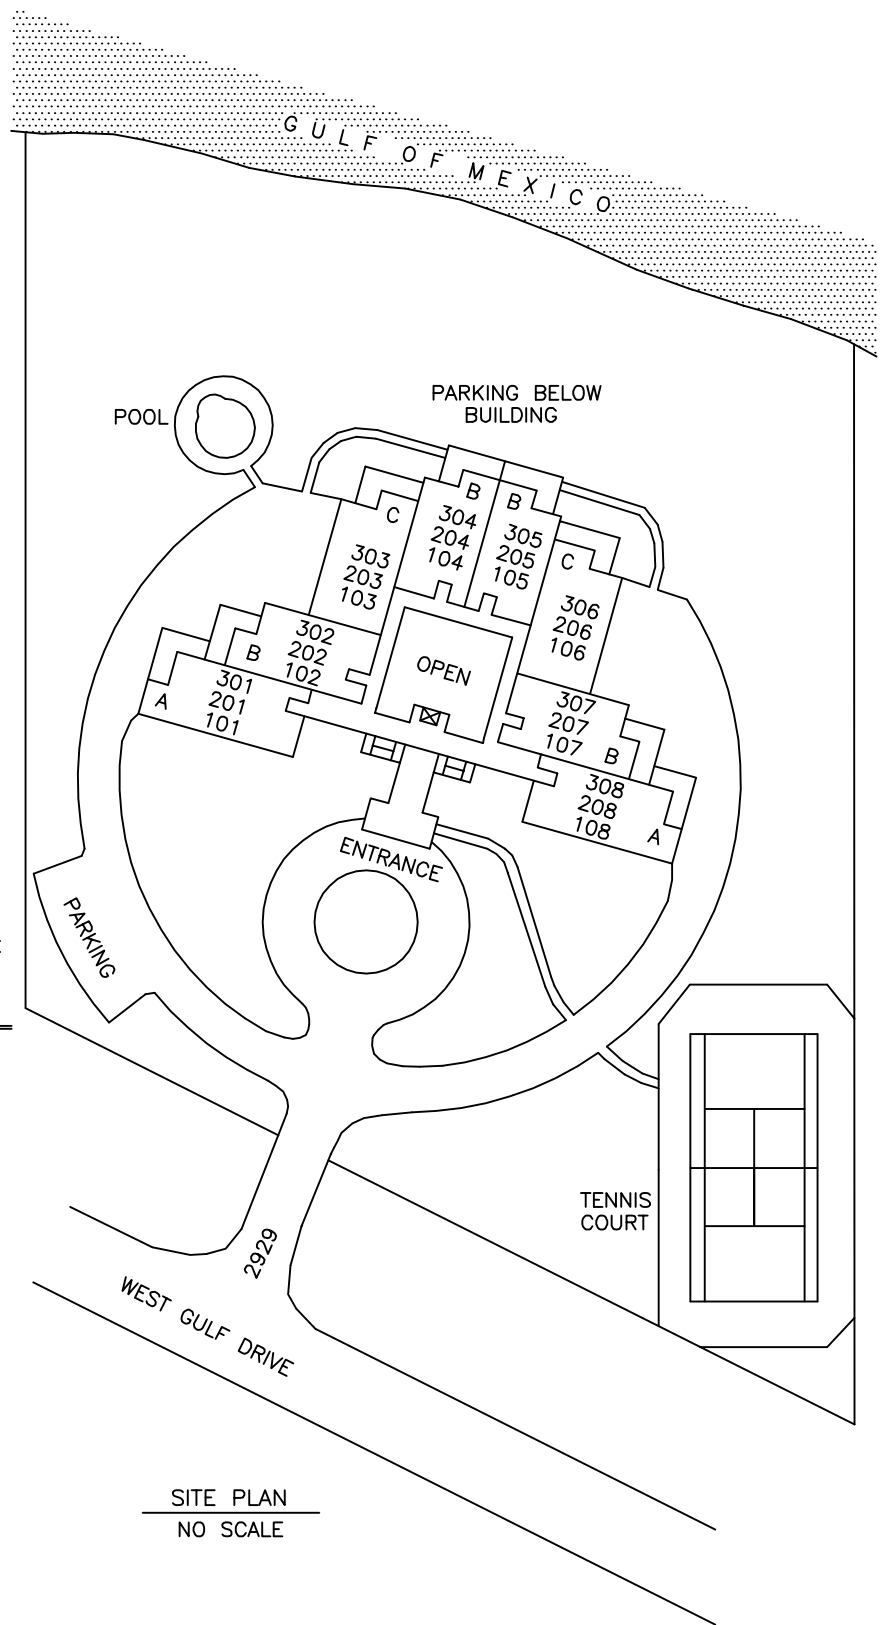 GULF OF MEXICO
PARKING BELOW
BUILDING
POOL
B
304
204
104
B
305
205
105
C
303
203
103
C
306
206
106
302
202
102
B
OPEN
301
201
101
A
307
207
107
B
308
208
108
A
ENTRANCE
PARKING
TENNIS
COURT
2929
WEST GULF DRIVE
SITE PLAN
NO SCALE